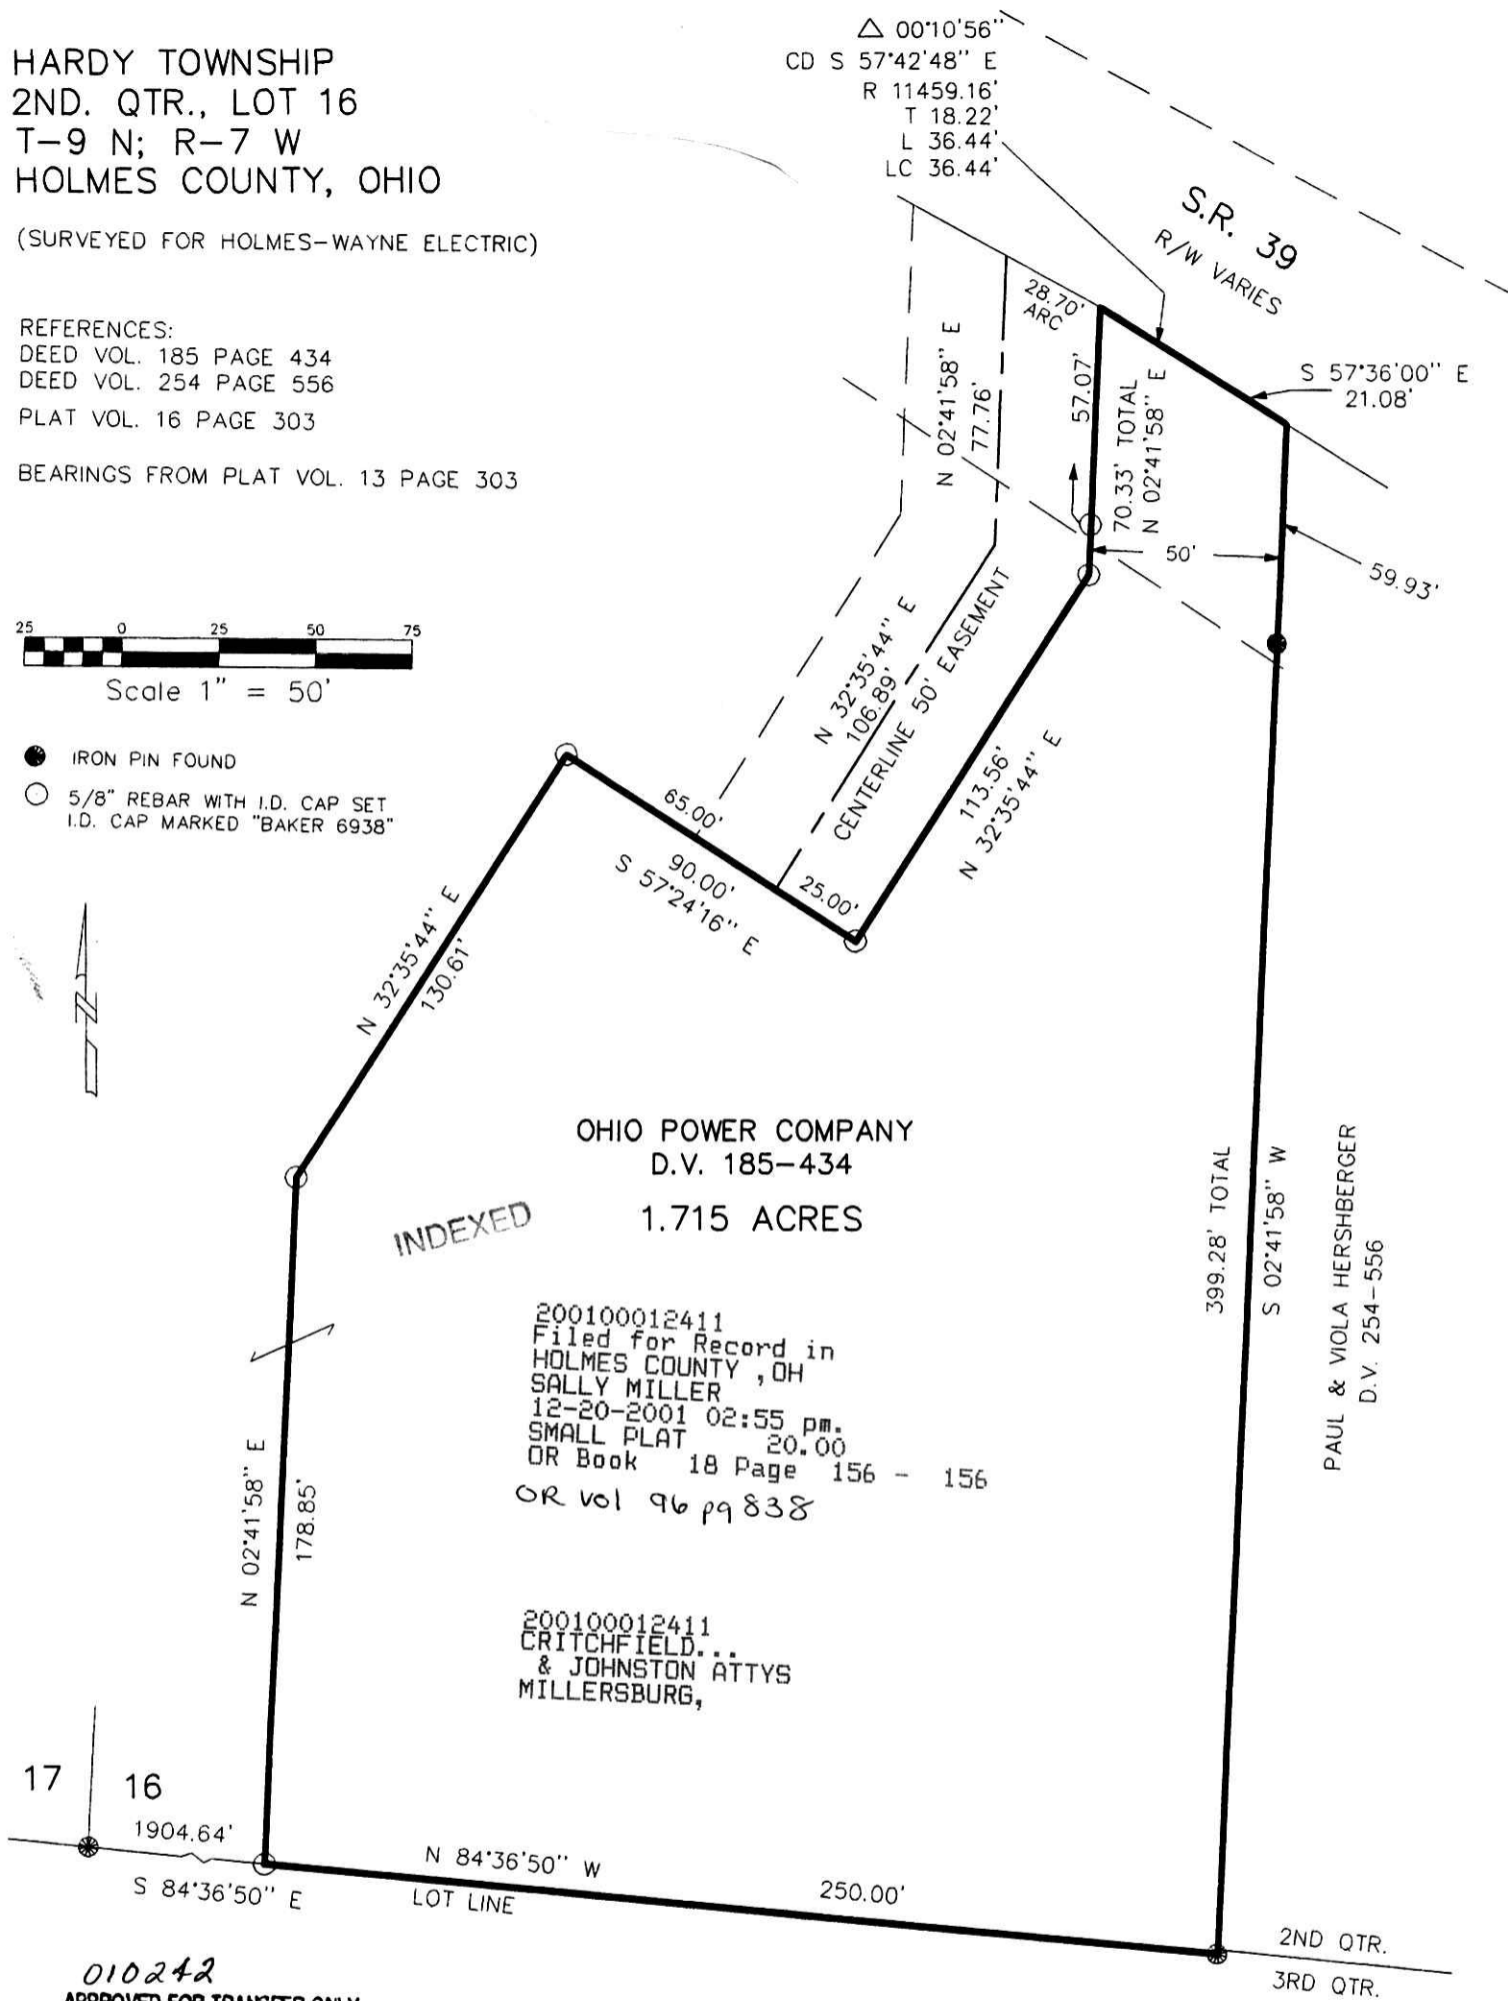 HARDY TOWNSHIP
2ND. QTR., LOT 16
T-9 N; R-7 W
HOLMES COUNTY, OHIO
(SURVEYED FOR HOLMES-WAYNE ELECTRIC)
REFERENCES:
DEED VOL. 185 PAGE 434
DEED VOL. 254 PAGE 556
PLAT VOL. 16 PAGE 303
BEARINGS FROM PLAT VOL. 13 PAGE 303
25 0 25 50 75
Scale 1" = 50'
IRON PIN FOUND
5/8" REBAR WITH I.D. CAP SET
I.D. CAP MARKED "BAKER 6938"
N
△ 00°10'56"
CD S 57°42'48" E
R 11459.16'
T 18.22'
L 36.44'
LC 36.44'
S.R. 39
R/W VARIES
28.70'
ARC
S 57°36'00" E
21.08'
N 02°41'58" E
77.76'
57.07'
70.33' TOTAL
N 02°41'58" E
50'
59.93'
N 32°35'44" E
106.89'
CENTERLINE 50' EASEMENT
113.56'
N 32°35'44" E
65.00'
90.00'
S 57°24'16" E
25.00'
N 32°35'44" E
130.61'
OHIO POWER COMPANY
D.V. 185-434
1.715 ACRES
INDEXED
399.28' TOTAL
S 02°41'58" W
PAUL & VIOLA HERSHBERGER
D.V. 254-556
200100012411
Filed for Record in
HOLMES COUNTY ,OH
SALLY MILLER
12-20-2001 02:55 pm.
SMALL PLAT 20.00
OR Book 18 Page 156 - 156
OR Vol 96 pg 838
N 02°41'58" E
178.85'
200100012411
CRITCHFIELD...
& JOHNSTON ATTYS
MILLERSBURG,
17 16
1904.64'
S 84°36'50" E
N 84°36'50" W
LOT LINE
250.00'
2ND QTR.
3RD QTR.
010242
APPROVED FOR TRANSFER ONLY